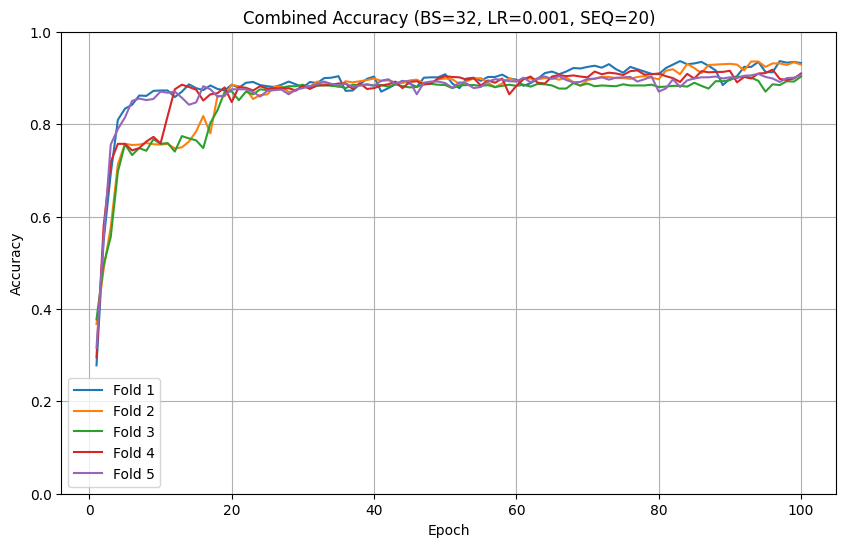 Combined Accuracy (BS=32, LR=0.001, SEQ=20)
1.0
0.8
0.6
0.4
0.2
0.0
Accuracy
Fold 1
Fold 2
Fold 3
Fold 4
Fold 5
0 20 40 60 80 100
Epoch